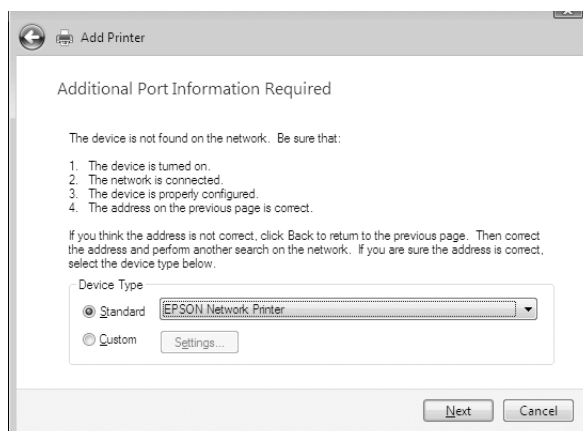 Add Printer
Additional Port Information Required
The device is not found on the network. Be sure that:
1. The device is turned on.
2. The network is connected.
3. The device is properly configured.
4. The address on the previous page is correct.
If you think the address is not correct, click Back to return to the previous page. Then correct
the address and perform another search on the network. If you are sure the address is correct,
select the device type below.
Device Type
Standard
EPSON Network Printer
Custom
Settings...
Next
Cancel